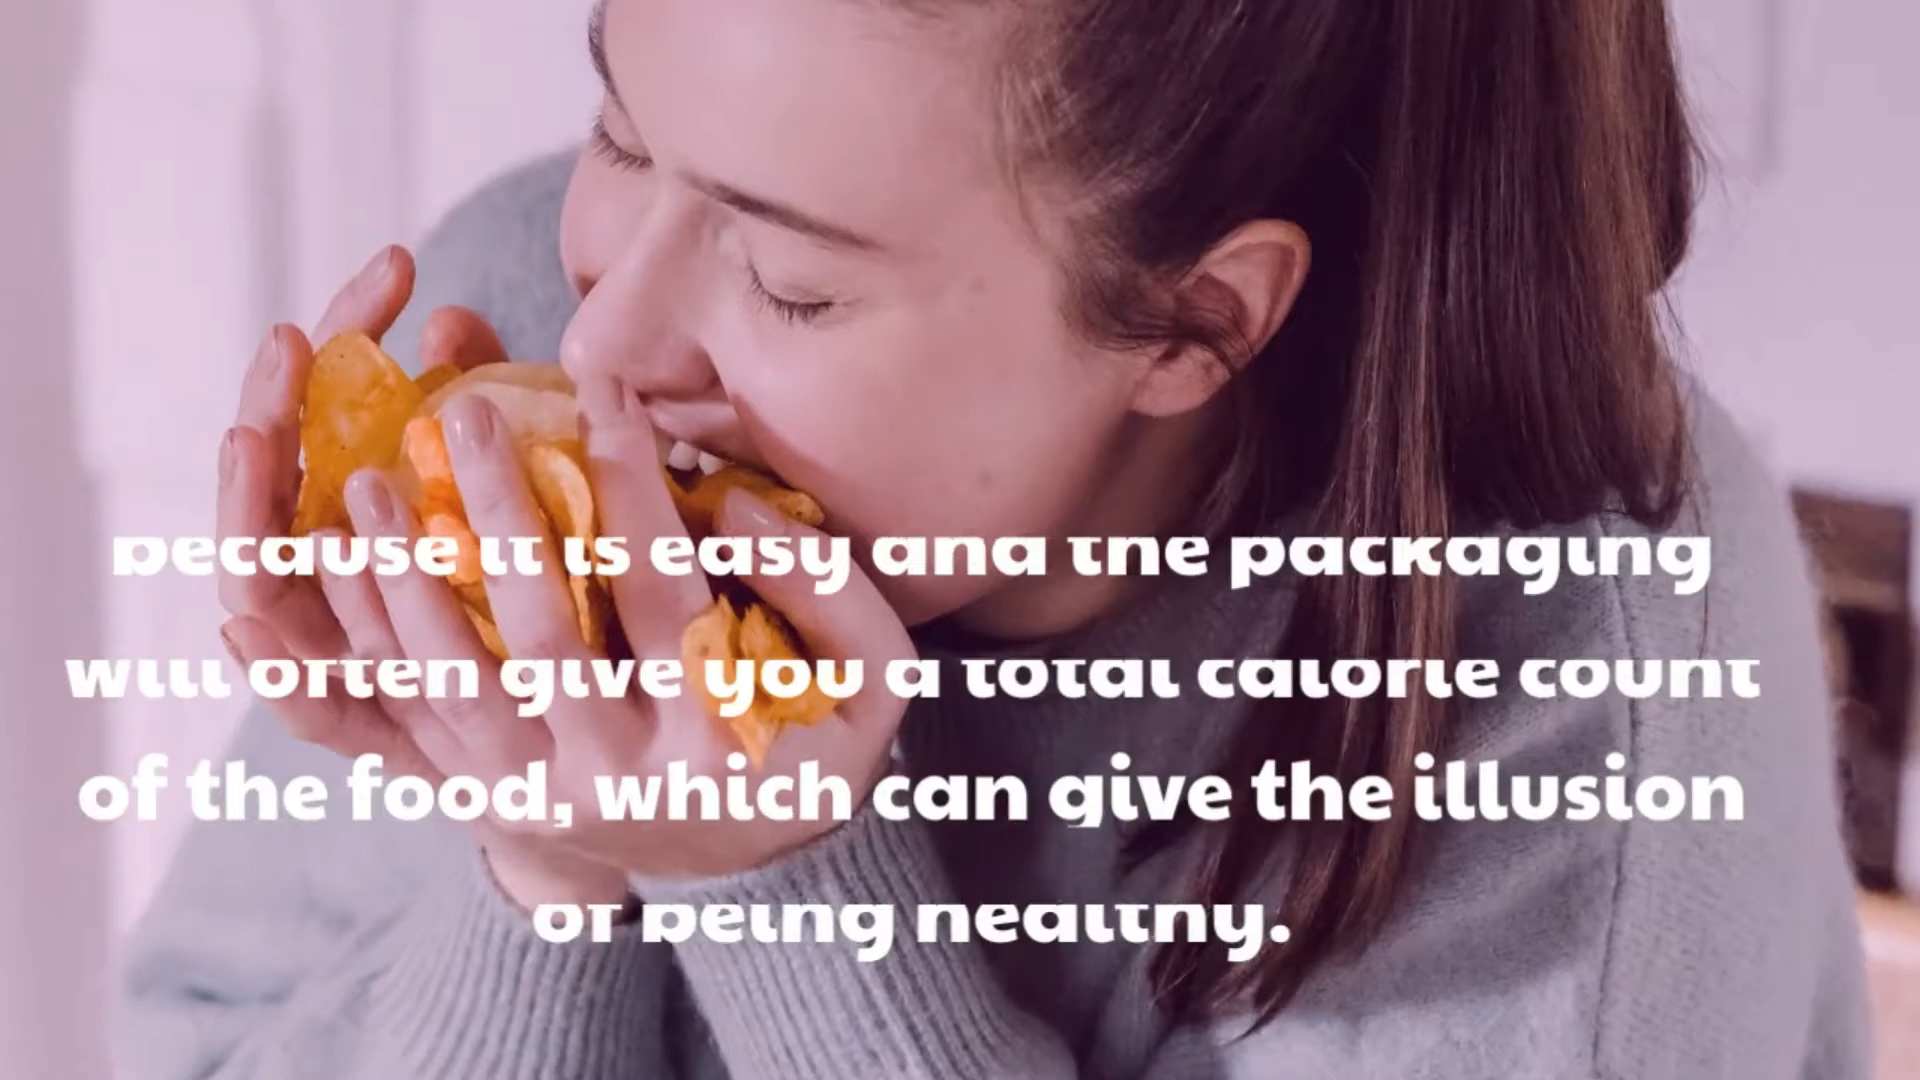 because it is easy and the packaging
will often give you a total calorie count
of the food, which can give the illusion
of being healthy.